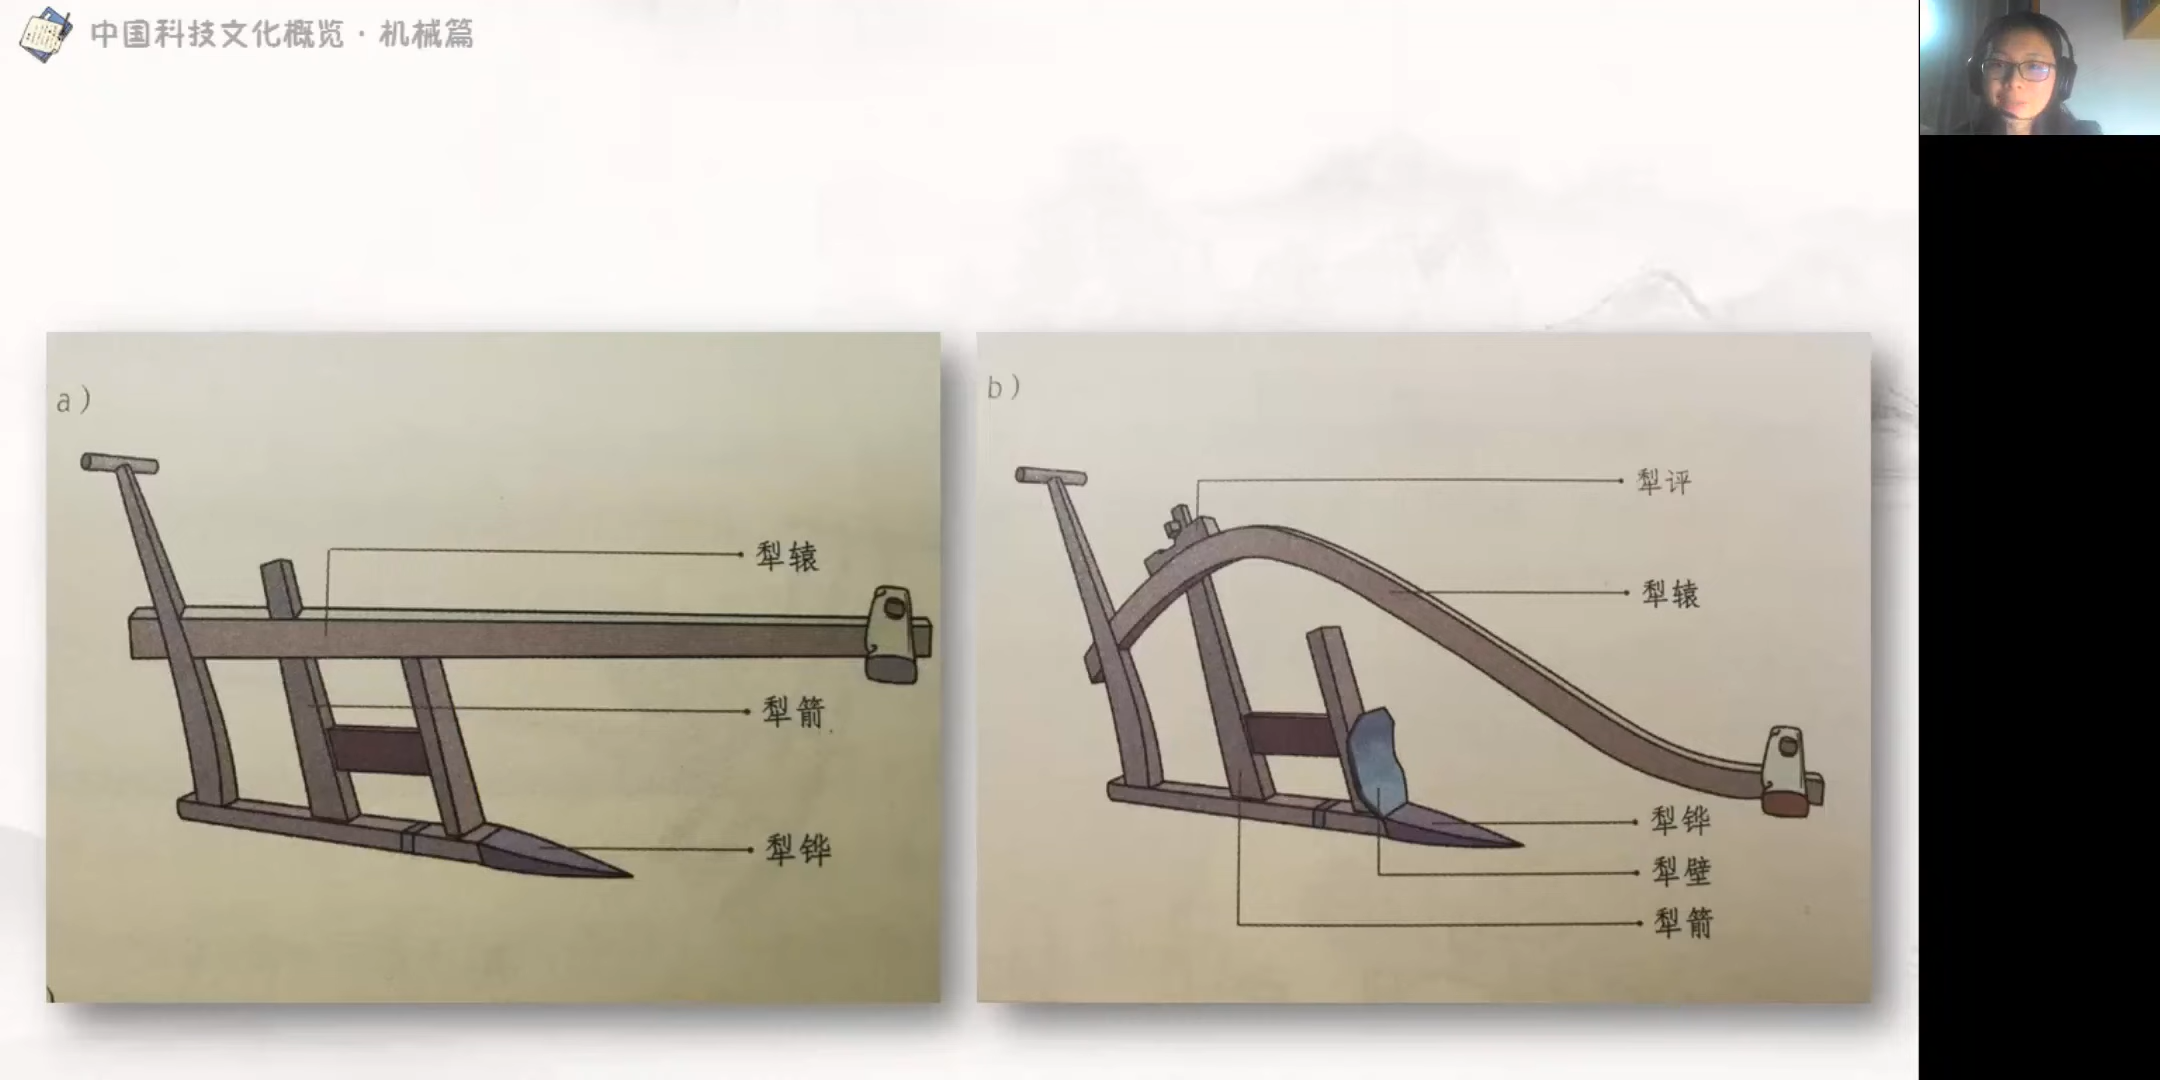 中国科技文化概览·机械篇
a)
犁辕
犁箭
犁铧
b)
犁评
犁辕
犁铧
犁壁
犁箭